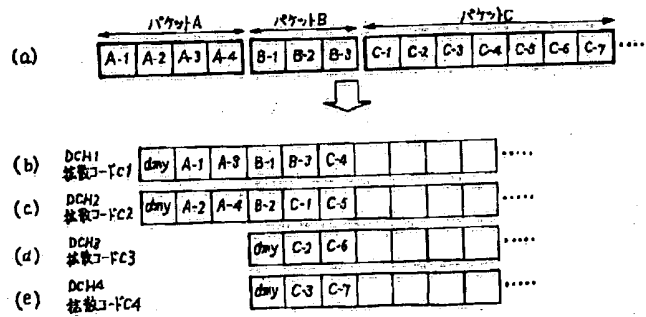 パケットA パケットB パケットC
(a) A-1 A-2 A-3 A-4 B-1 B-2 B-3 C-1 C-2 C-3 C-4 C-5 C-6 C-7 ····
(b) DCH1 拡散コードC1 dmy A-1 A-3 B-1 B-3 C-4 ·····
(c) DCH2 拡散コードC2 dmy A-2 A-4 B-2 C-1 C-5 ·····
(d) DCH3 拡散コードC3 dmy C-2 C-6 ·····
(e) DCH4 拡散コードC4 dmy C-3 C-7 ·····